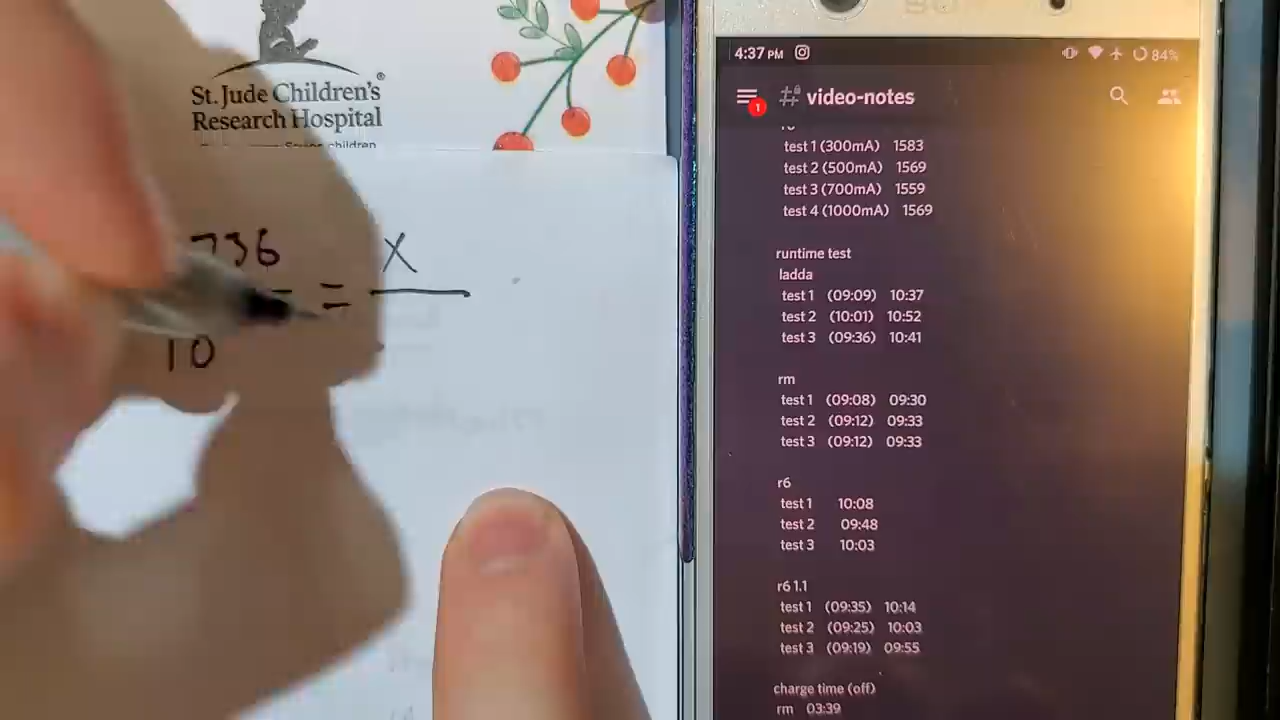 St. Jude Children's®
Research Hospital
736
X
=
10
4:37 PM
84%
1
# video-notes
test 1 (300mA) 1583
test 2 (500mA) 1569
test 3 (700mA) 1559
test 4 (1000mA) 1569
runtime test
ladda
test 1 (09:09) 10:37
test 2 (10:01) 10:52
test 3 (09:36) 10:41
rm
test 1 (09:08) 09:30
test 2 (09:12) 09:33
test 3 (09:12) 09:33
r6
test 1 10:08
test 2 09:48
test 3 10:03
r6 1.1
test 1 (09:35) 10:14
test 2 (09:25) 10:03
test 3 (09:19) 09:55
charge time (off)
rm 03:39